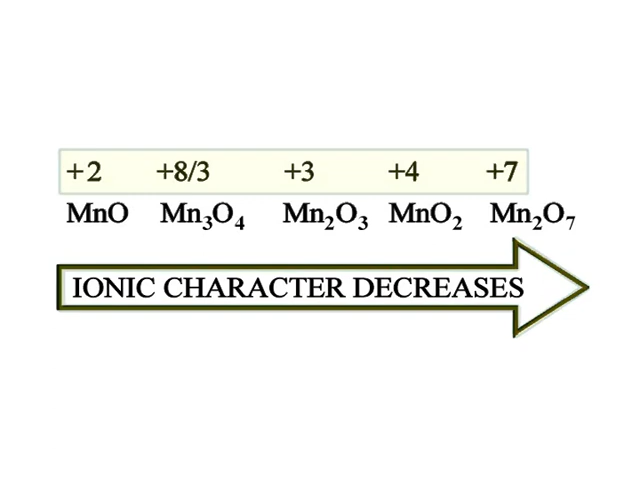 +2 +8/3 +3 +4 +7
MnO Mn₃O₄ Mn₂O₃ MnO₂ Mn₂O₇
IONIC CHARACTER DECREASES